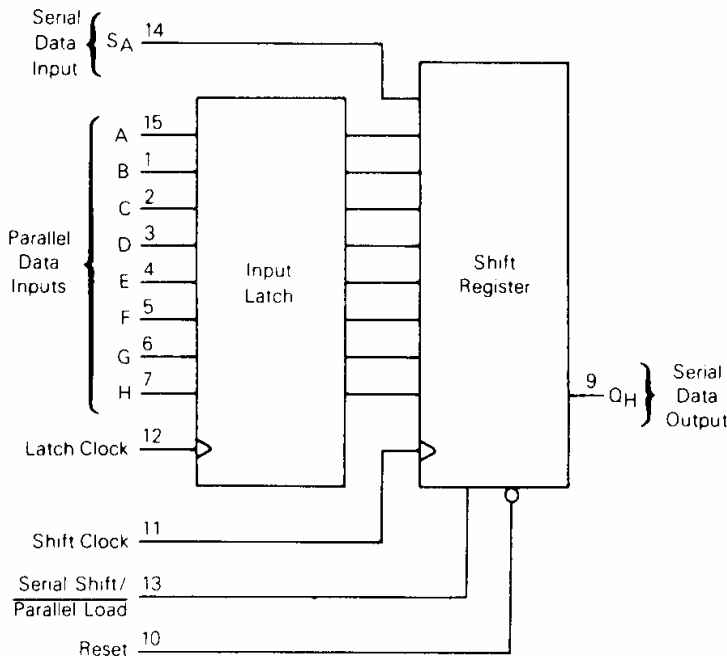 Serial
Data
Input
SA 14
A 15
B 1
C 2
D 3
E 4
F 5
G 6
H 7
Parallel
Data
Inputs
Input
Latch
Shift
Register
9 QH
Serial
Data
Output
Latch Clock 12
Shift Clock 11
Serial Shift/ 13
Parallel Load
Reset 10